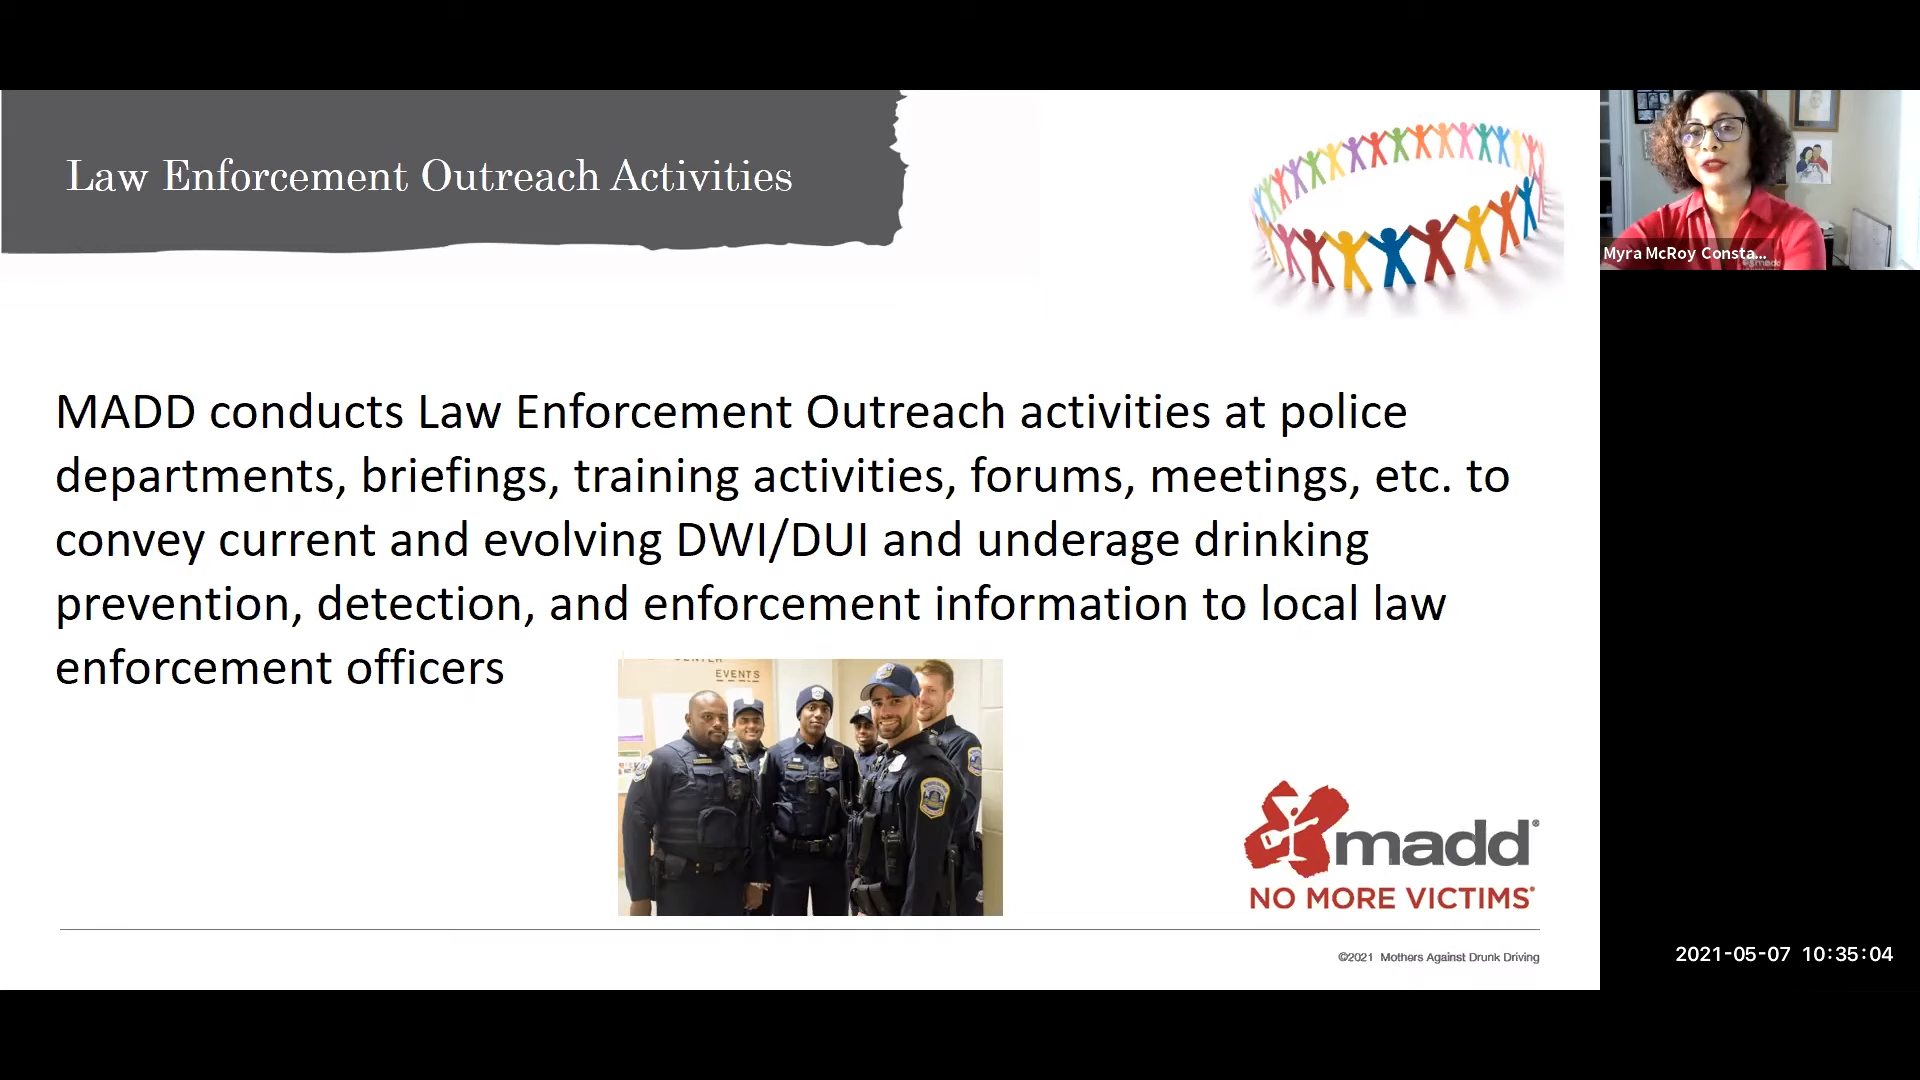 Law Enforcement Outreach Activities
Myra McRoy Consta...
MADD conducts Law Enforcement Outreach activities at police
departments, briefings, training activities, forums, meetings, etc. to
convey current and evolving DWI/DUI and underage drinking
prevention, detection, and enforcement information to local law
enforcement officers
EVENTS
madd®
NO MORE VICTIMS®
©2021 Mothers Against Drunk Driving
2021-05-07 10:35:04